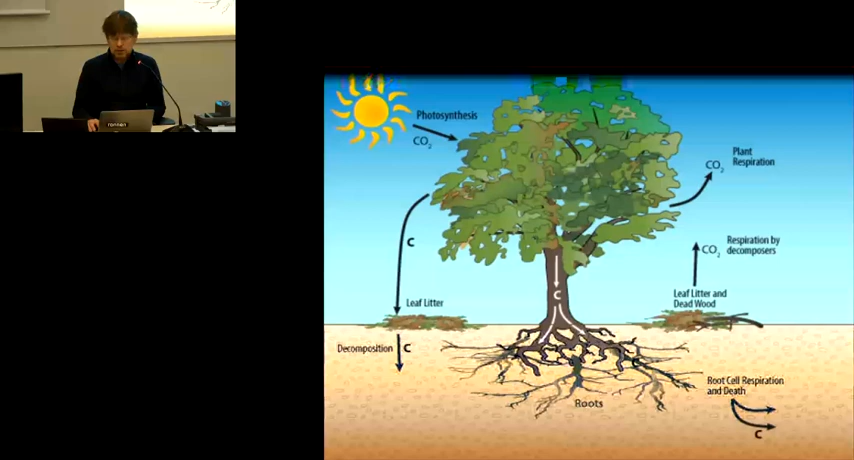 Photosynthesis
CO2
Plant
Respiration
CO2
C
Respiration by
decomposers
CO2
C
Leaf Litter and
Dead Wood
Leaf Litter
Decomposition
C
Root Cell Respiration
and Death
Roots
C